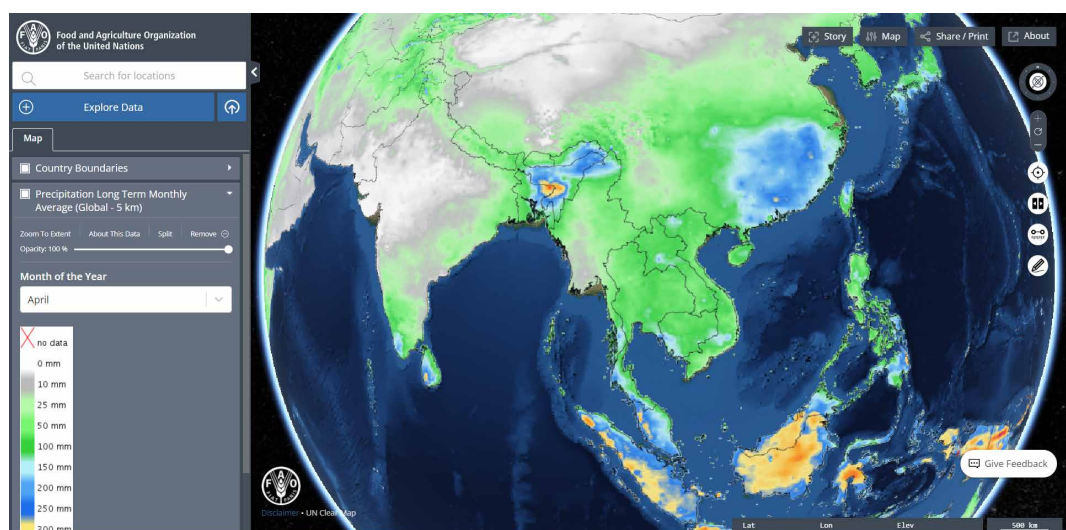 Food and Agriculture Organization
of the United Nations
Search for locations
Explore Data
Map
Country Boundaries
Precipitation Long Term Monthly
Average (Global - 5 km)
Zoom To Extent
About This Data
Split
Remove
Opacity: 100 %
Month of the Year
April
no data
0 mm
10 mm
25 mm
50 mm
100 mm
150 mm
200 mm
250 mm
300 mm
Story
Map
Share / Print
About
Give Feedback
Disclaimer • UN Clear Map
Lat
Lon
Elev
500 km